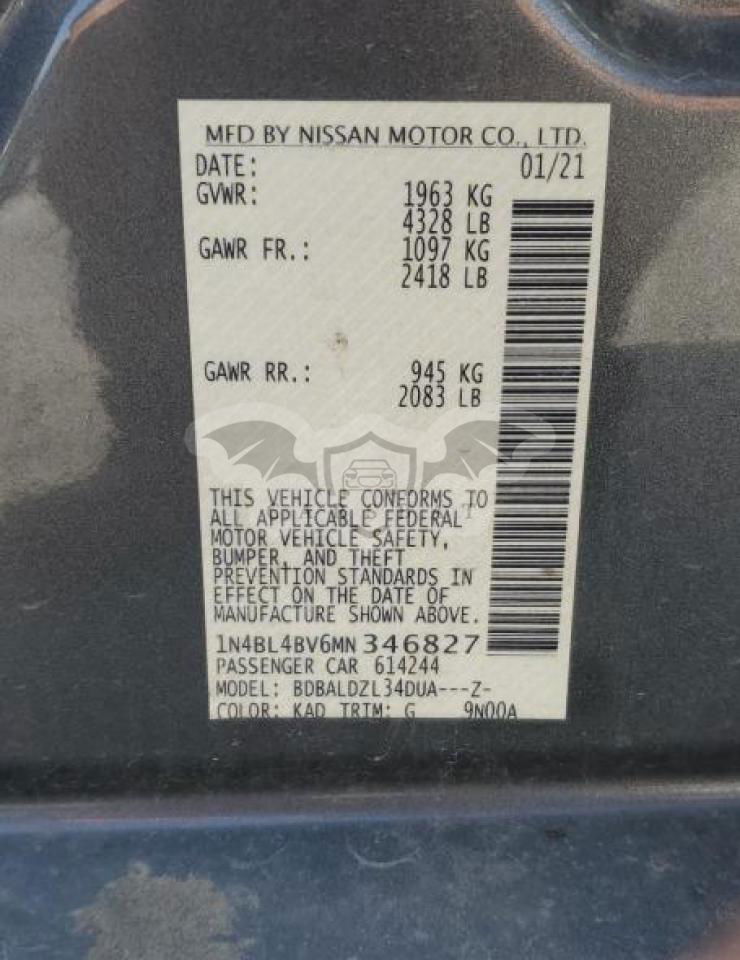 MFD BY NISSAN MOTOR CO., LTD.
DATE: 01/21
GVWR: 1963 KG
4328 LB
GAWR FR.: 1097 KG
2418 LB
GAWR RR.: 945 KG
2083 LB
THIS VEHICLE CONFORMS TO
ALL APPLICABLE FEDERAL
MOTOR VEHICLE SAFETY,
BUMPER, AND THEFT
PREVENTION STANDARDS IN
EFFECT ON THE DATE OF
MANUFACTURE SHOWN ABOVE.
1N4BL4BV6MN346827
PASSENGER CAR 614244
MODEL: BDBALDZL34DUA---Z-
COLOR: KAD TRIM: G 9N00A